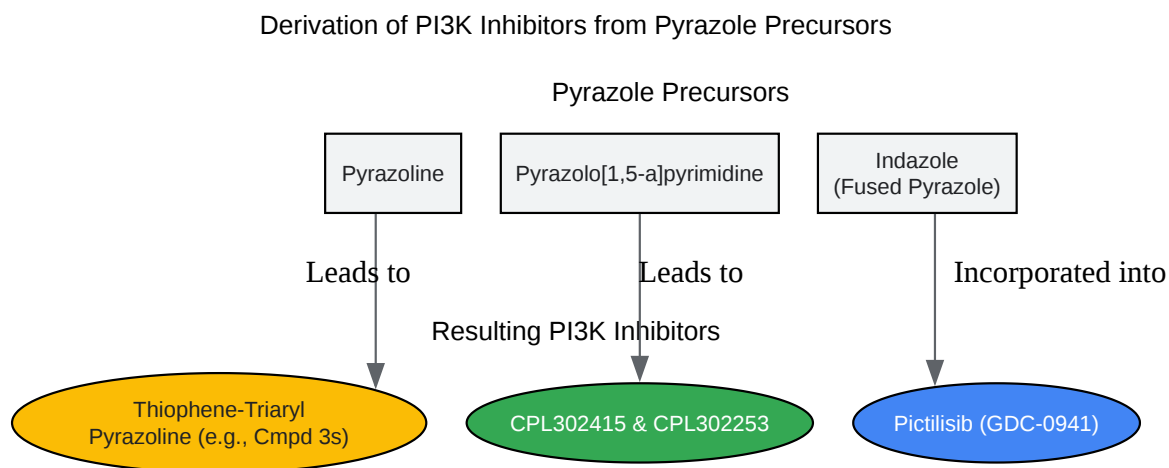 Derivation of PI3K Inhibitors from Pyrazole Precursors
Pyrazole Precursors
Pyrazoline
Pyrazolo[1,5-a]pyrimidine
Indazole
(Fused Pyrazole)
Leads to
Leads to
Incorporated into
Resulting PI3K Inhibitors
Thiophene-Triaryl
Pyrazoline (e.g., Cmpd 3s)
CPL302415 & CPL302253
Pictilisib (GDC-0941)